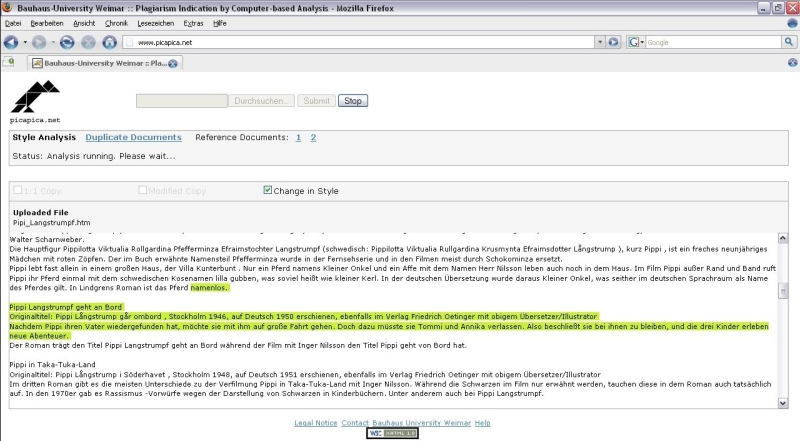 Bauhaus-University Weimar :: Plagiarism Indication by Computer-based Analysis - Mozilla Firefox
Datei Bearbeiten Ansicht Chronik Lesezeichen Extras Hilfe
www.picapica.net
Google
Bauhaus-University Weimar :: Pla...
picapica.net
Durchsuchen... Submit Stop
Style Analysis Duplicate Documents Reference Documents: 1 2
Status: Analysis running. Please wait...
1:1 Copy Modified Copy Change in Style
Uploaded File
Pipi_Langstrumpf.htm
Walter Scharnweber.
Die Hauptfigur Pippilotta Viktualia Rollgardina Pfefferminza Efraimstochter Langstrumpf (schwedisch: Pippilotta Viktualia Rullgardina Krusmynta Efraimsdotter Långstrump ), kurz Pippi , ist ein freches neunjähriges
Mädchen mit roten Zöpfen. Der im Buch erwähnte Namensteil Pfefferminza wurde in der Fernsehserie und in den Filmen meist durch Schokominza ersetzt.
Pippi lebt fast allein in einem großen Haus, der Villa Kunterbunt . Nur ein Pferd namens Kleiner Onkel und ein Affe mit dem Namen Herr Nilsson leben auch noch in dem Haus. Im Film Pippi außer Rand und Band ruft
Pippi ihr Pferd einmal mit dem schwedischen Kosenamen lilla gubben, was soviel heißt wie kleiner Kerl. In der deutschen Übersetzung wurde daraus Kleiner Onkel, was seither im deutschen Sprachraum als Name
des Pferdes gilt. In Lindgrens Roman ist das Pferd namenlos.
Pippi Langstrumpf geht an Bord
Originaltitel: Pippi Långstrump går ombord , Stockholm 1946, auf Deutsch 1950 erschienen, ebenfalls im Verlag Friedrich Oetinger mit obigem Übersetzer/Illustrator
Nachdem Pippi ihren Vater wiedergefunden hat, möchte sie mit ihm auf große Fahrt gehen. Doch dazu müsste sie Tommi und Annika verlassen. Also beschließt sie bei ihnen zu bleiben, und die drei Kinder erleben
neue Abenteuer.
Der Roman trägt den Titel Pippi Langstrumpf geht an Bord während der Film mit Inger Nilsson den Titel Pippi geht von Bord hat.
Pippi in Taka-Tuka-Land
Originaltitel: Pippi Långstrump i Söderhavet , Stockholm 1948, auf Deutsch 1951 erschienen, ebenfalls im Verlag Friedrich Oetinger mit obigem Übersetzer/Illustrator
Im dritten Roman gibt es die meisten Unterschiede zu der Verfilmung Pippi in Taka-Tuka-Land mit Inger Nilsson. Während die Schwarzen im Film nur erwähnt werden, tauchen diese in dem Roman auch tatsächlich
auf. In den 1970er gab es Rassismus -Vorwürfe wegen der Darstellung von Schwarzen in Kinderbüchern. Unter anderem auch bei Pippi Langstrumpf.
Legal Notice Contact Bauhaus University Weimar Help
W3C XHTML 1.0